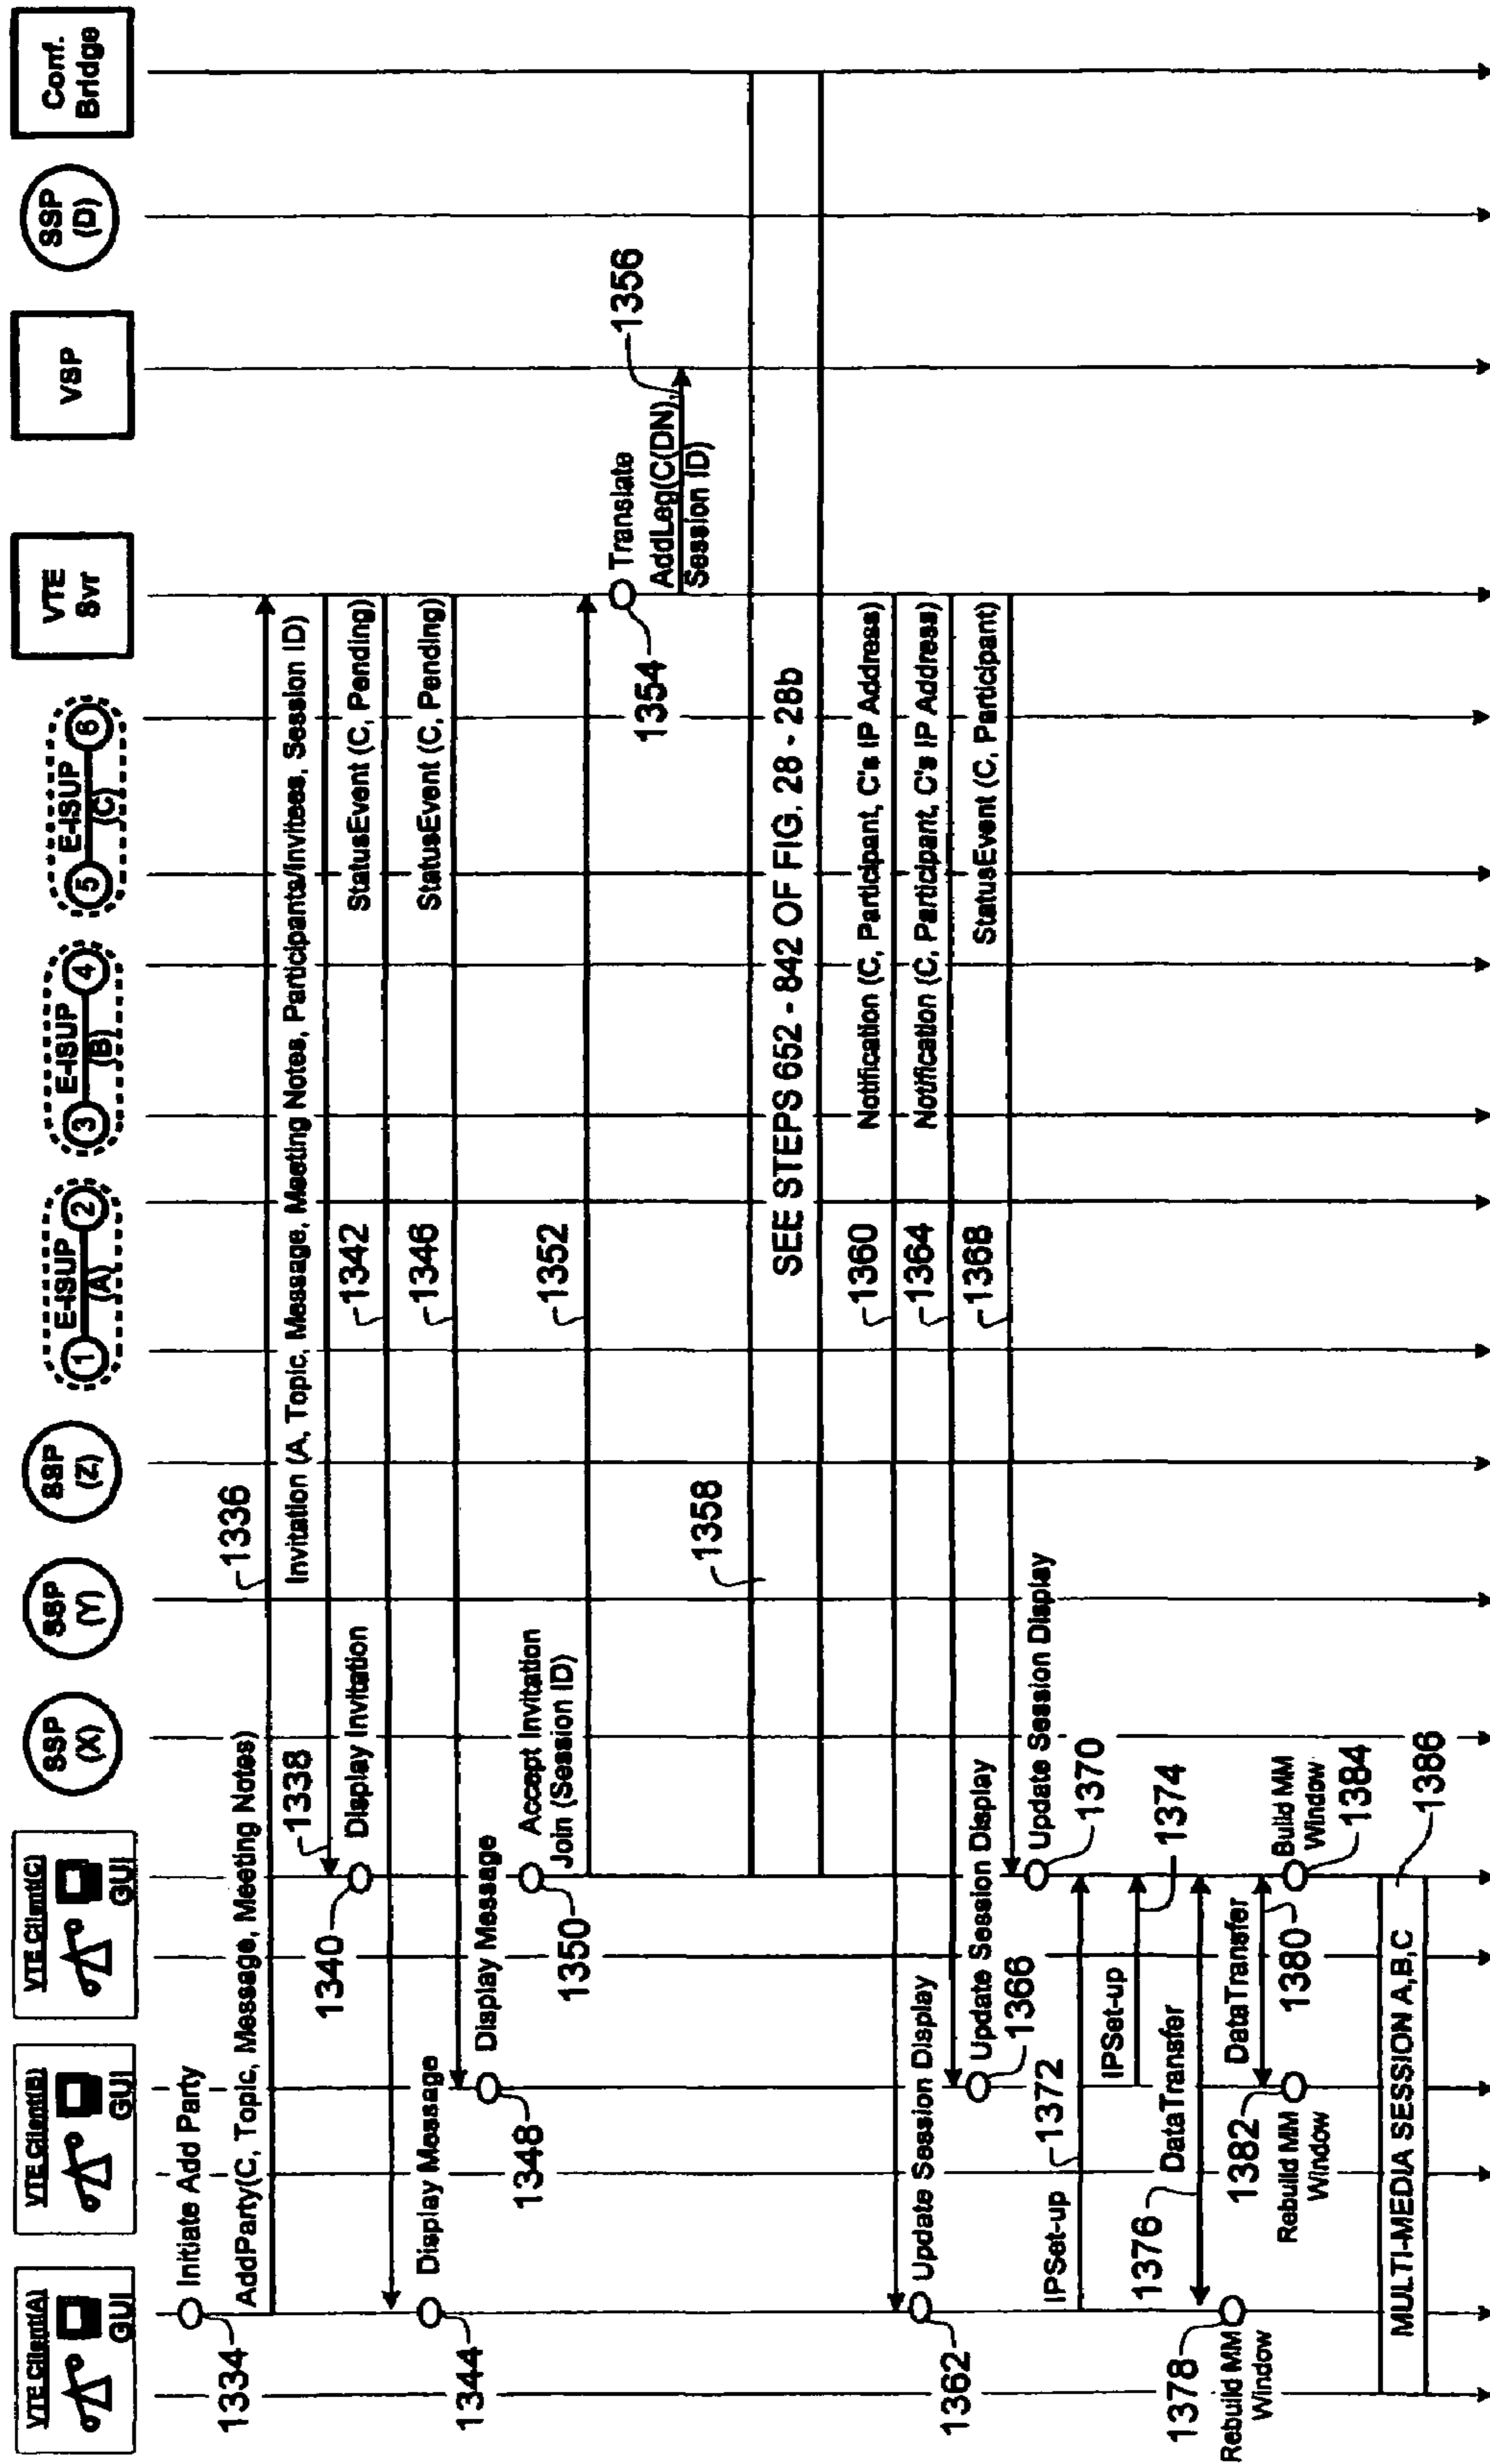 VTE Client(A)
GUI
VTE Client(B)
GUI
VTE Client(C)
GUI
SSP
(X)
SSP
(Y)
SSP
(Z)
E-ISUP
1
2
(A)
E-ISUP
3
4
(B)
E-ISUP
5
6
(C)
VTE
Svr
VSP
SSP
(D)
Conf.
Bridge
1334
Initiate Add Party
AddParty(C, Topic, Message, Meeting Notes)
1336
Invitation (A, Topic, Message, Meeting Notes, Participants/Invitees, Session ID)
1338
1340
Display Invitation
StatusEvent (C, Pending)
1342
1344
Display Message
StatusEvent (C, Pending)
1346
1348
Display Message
1350
Accept Invitation
Join (Session ID)
1352
1354
Translate
AddLeg(C(DN),
Session ID)
1356
1358
SEE STEPS 652 - 842 OF FIG. 28 - 28b
Notification (C, Participant, C's IP Address)
1360
1362
Update Session Display
Notification (C, Participant, C's IP Address)
1364
1366
Update Session Display
StatusEvent (C, Participant)
1368
Update Session Display
1370
IPSet-up
1372
IPSet-up
1374
1376
DataTransfer
1378
Rebuild MM
Window
DataTransfer
1380
1382
Rebuild MM
Window
Build MM
Window
1384
MULTI-MEDIA SESSION A,B,C
1386